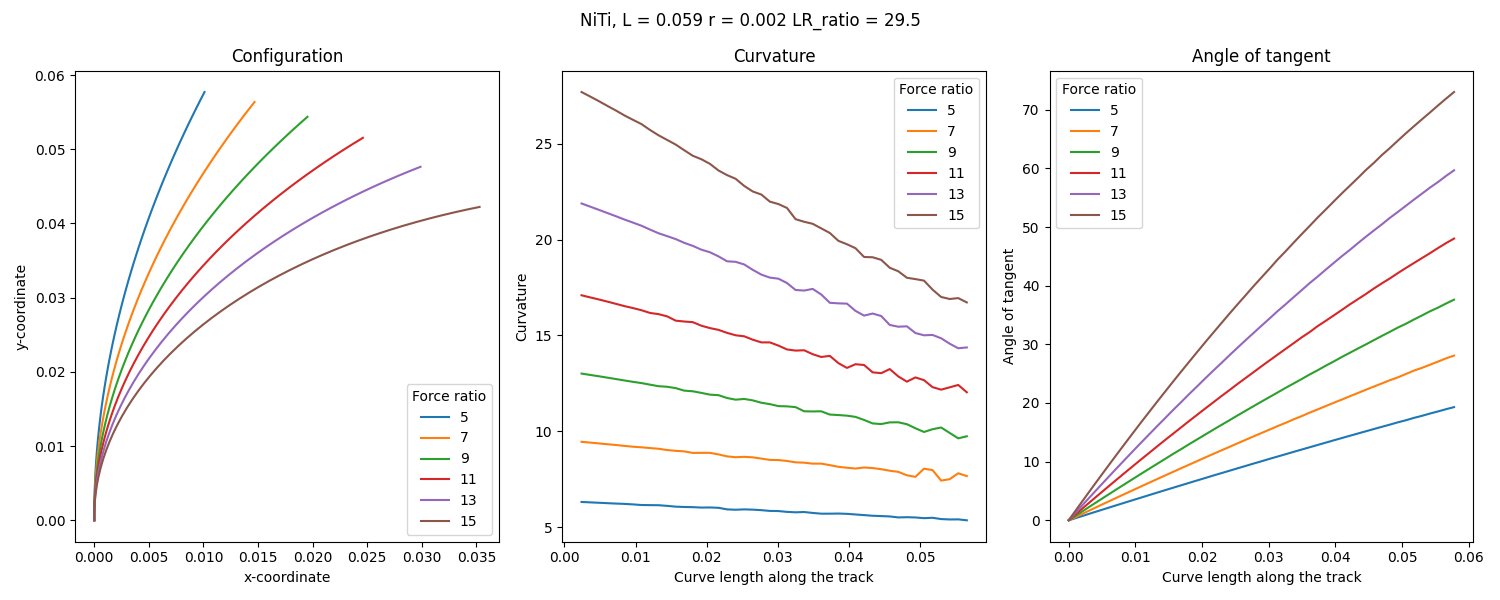 NiTi, L = 0.059 r = 0.002 LR_ratio = 29.5
Configuration
0.06
0.05
0.04
0.03
0.02
0.01
0.00
y-coordinate
Force ratio
5
7
9
11
13
15
0.000 0.005 0.010 0.015 0.020 0.025 0.030 0.035
x-coordinate
Curvature
25
20
15
10
5
Curvature
Force ratio
5
7
9
11
13
15
0.00 0.01 0.02 0.03 0.04 0.05
Curve length along the track
Angle of tangent
70
60
50
40
30
20
10
0
Angle of tangent
Force ratio
5
7
9
11
13
15
0.00 0.01 0.02 0.03 0.04 0.05 0.06
Curve length along the track